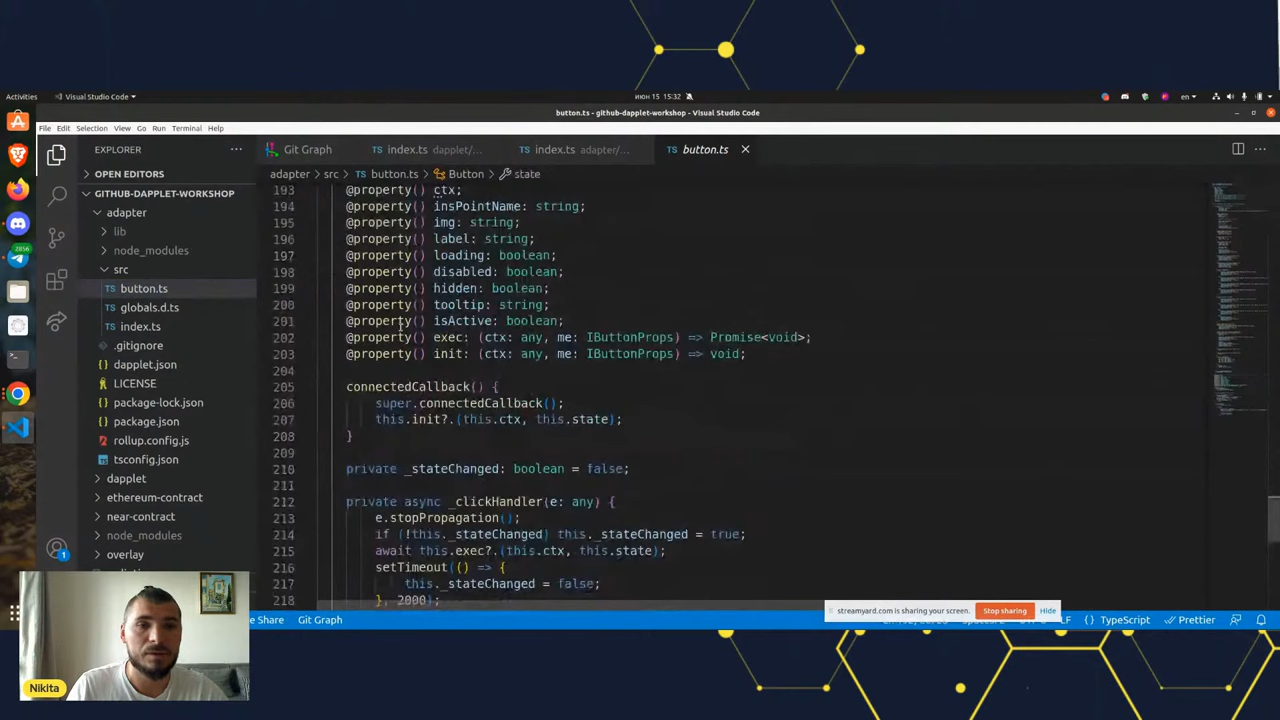 Activities
Visual Studio Code
июн 15 15:32
en
button.ts - github-dapplet-workshop - Visual Studio Code
File Edit Selection View Go Run Terminal Help
EXPLORER
Git Graph
TS index.ts dapplet/...
TS index.ts adapter/...
TS button.ts
OPEN EDITORS
adapter > src > TS button.ts > Button > state
GITHUB-DAPPLET-WORKSHOP
adapter
lib
node_modules
src
TS button.ts
TS globals.d.ts
TS index.ts
.gitignore
{} dapplet.json
LICENSE
{} package-lock.json
{} package.json
rollup.config.js
tsconfig.json
dapplet
ethereum-contract
near-contract
node_modules
overlay
2056
1
193 @property() ctx;
194 @property() insPointName: string;
195 @property() img: string;
196 @property() label: string;
197 @property() loading: boolean;
198 @property() disabled: boolean;
199 @property() hidden: boolean;
200 @property() tooltip: string;
201 @property() isActive: boolean;
202 @property() exec: (ctx: any, me: IButtonProps) => Promise<void>;
203 @property() init: (ctx: any, me: IButtonProps) => void;
204
205 connectedCallback() {
206 super.connectedCallback();
207 this.init?.(this.ctx, this.state);
208 }
209
210 private _stateChanged: boolean = false;
211
212 private async _clickHandler(e: any) {
213 e.stopPropagation();
214 if (!this._stateChanged) this._stateChanged = true;
215 await this.exec?.(this.ctx, this.state);
216 setTimeout(() => {
217 this._stateChanged = false;
218 }, 2000);
streamyard.com is sharing your screen.
Stop sharing
Hide
Share
Git Graph
{} TypeScript
Prettier
Nikita